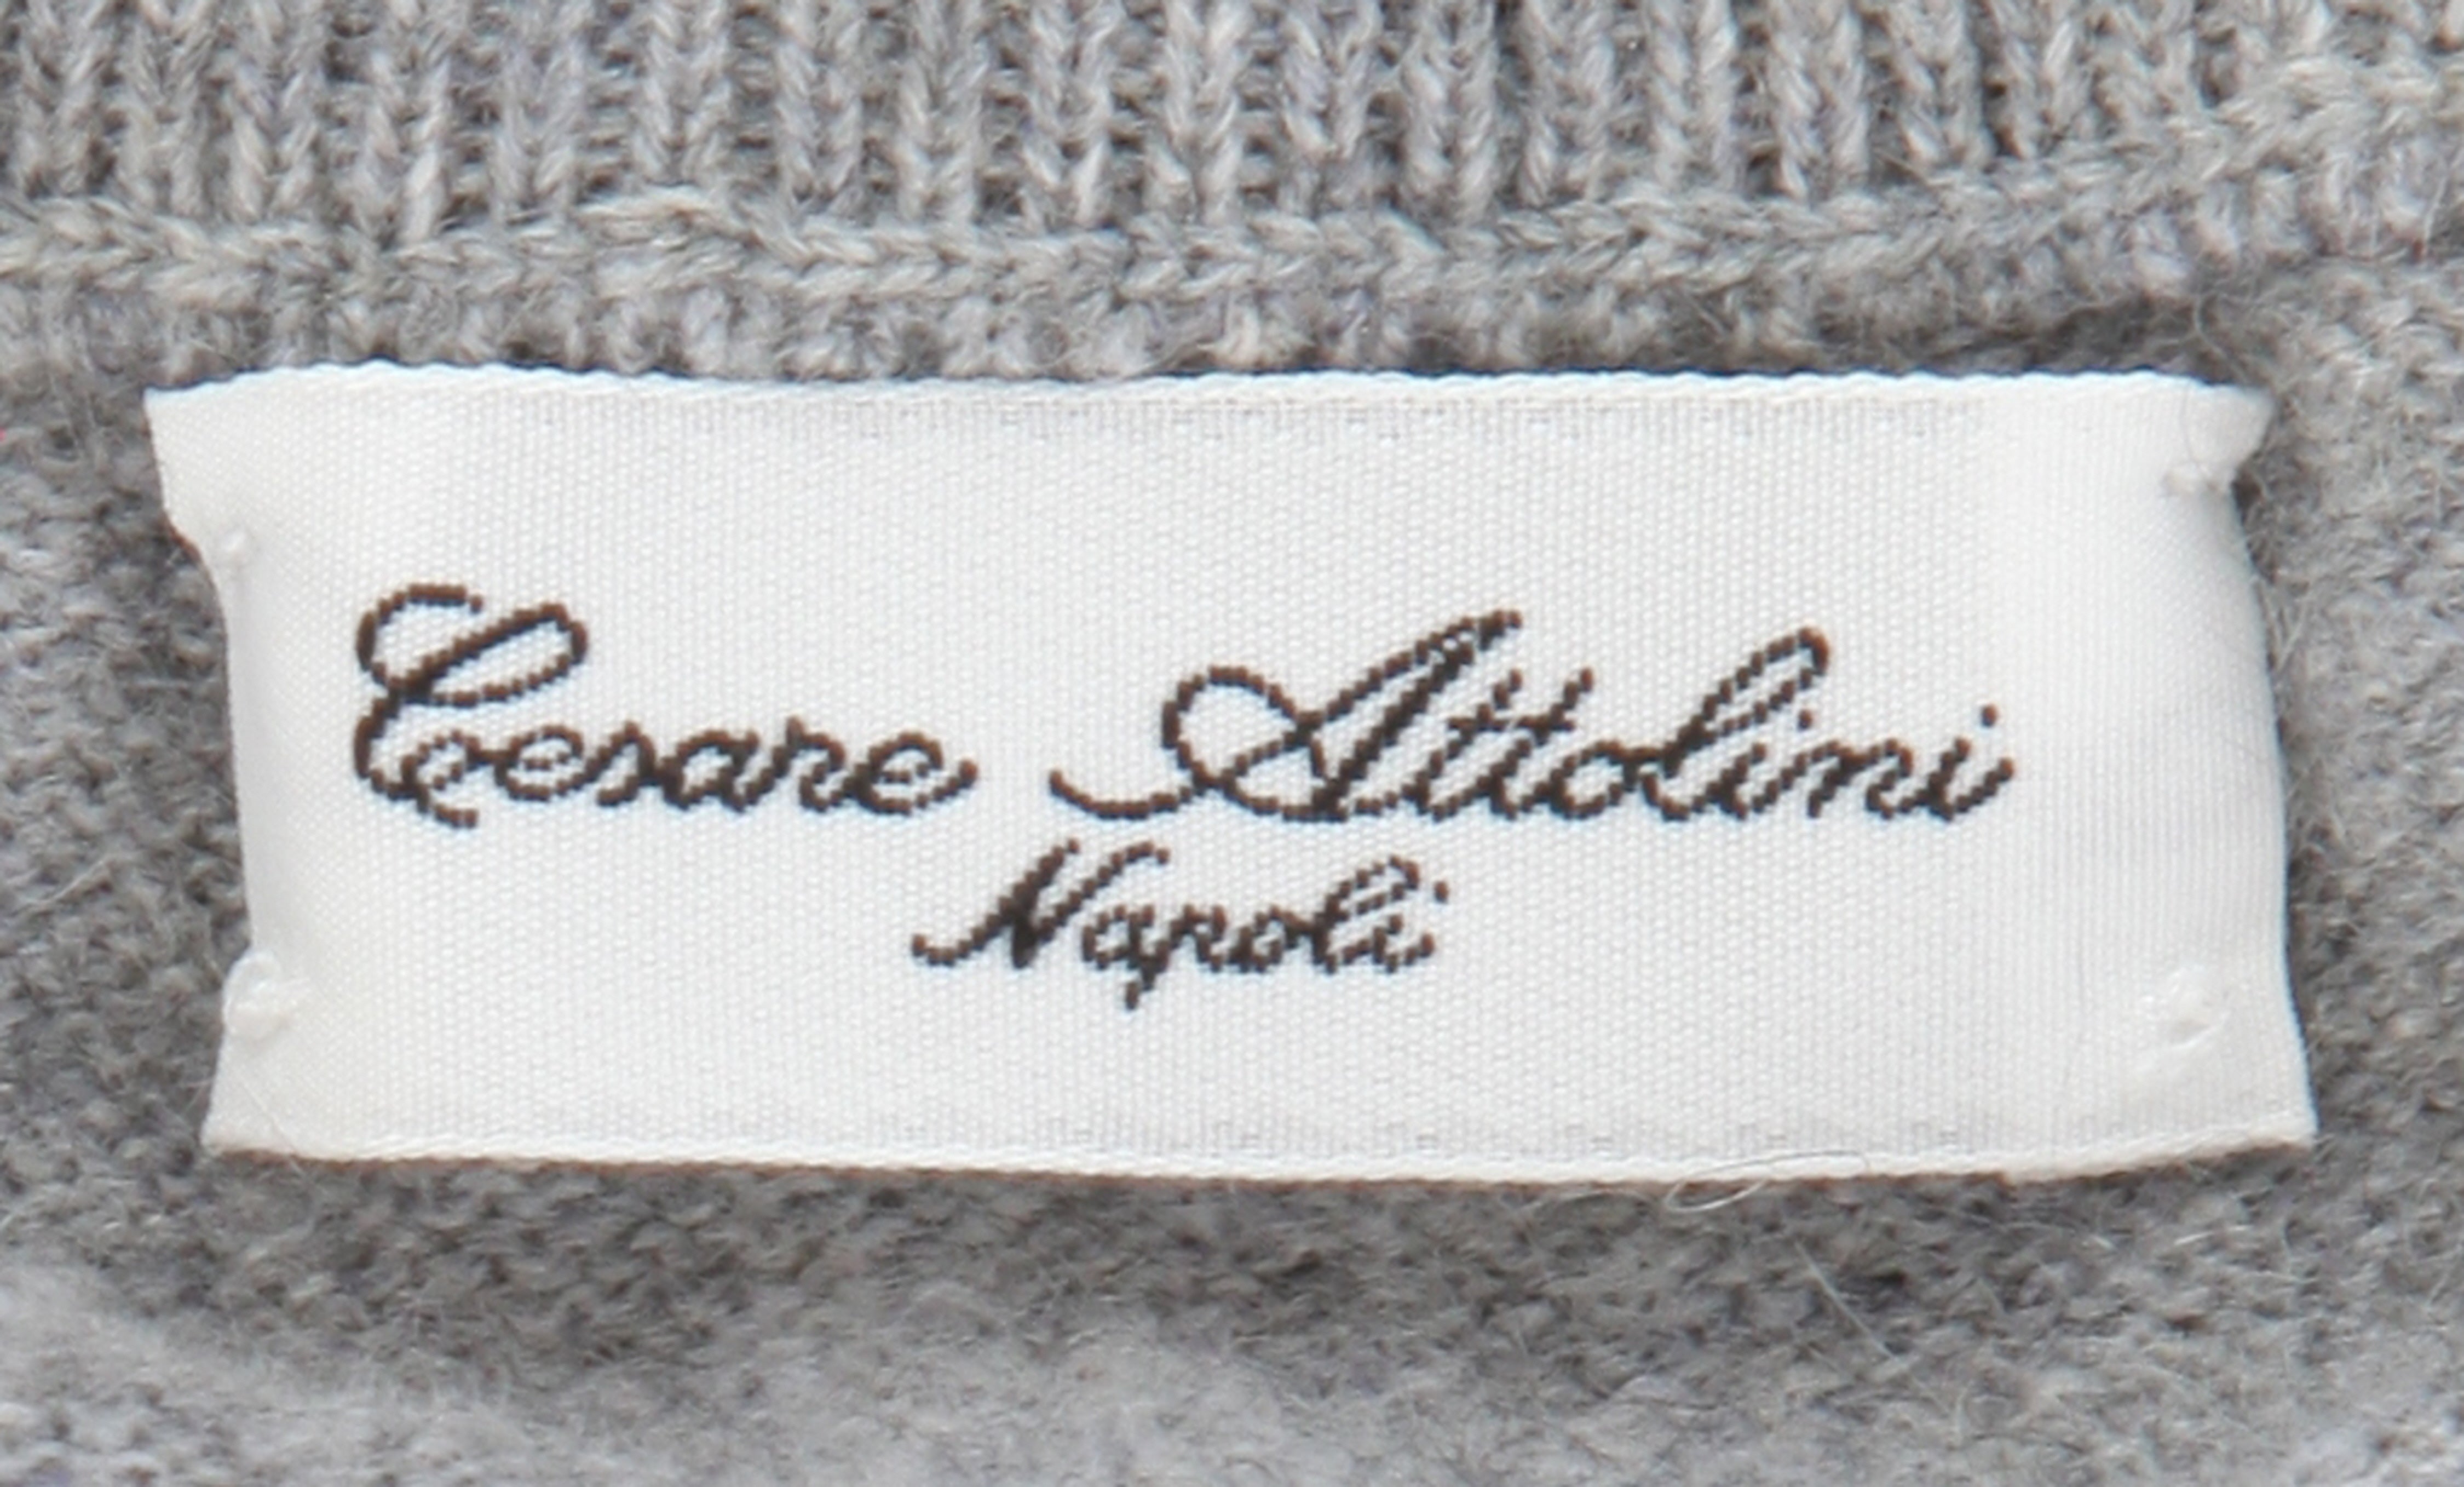 Cesare Attolini
Napoli